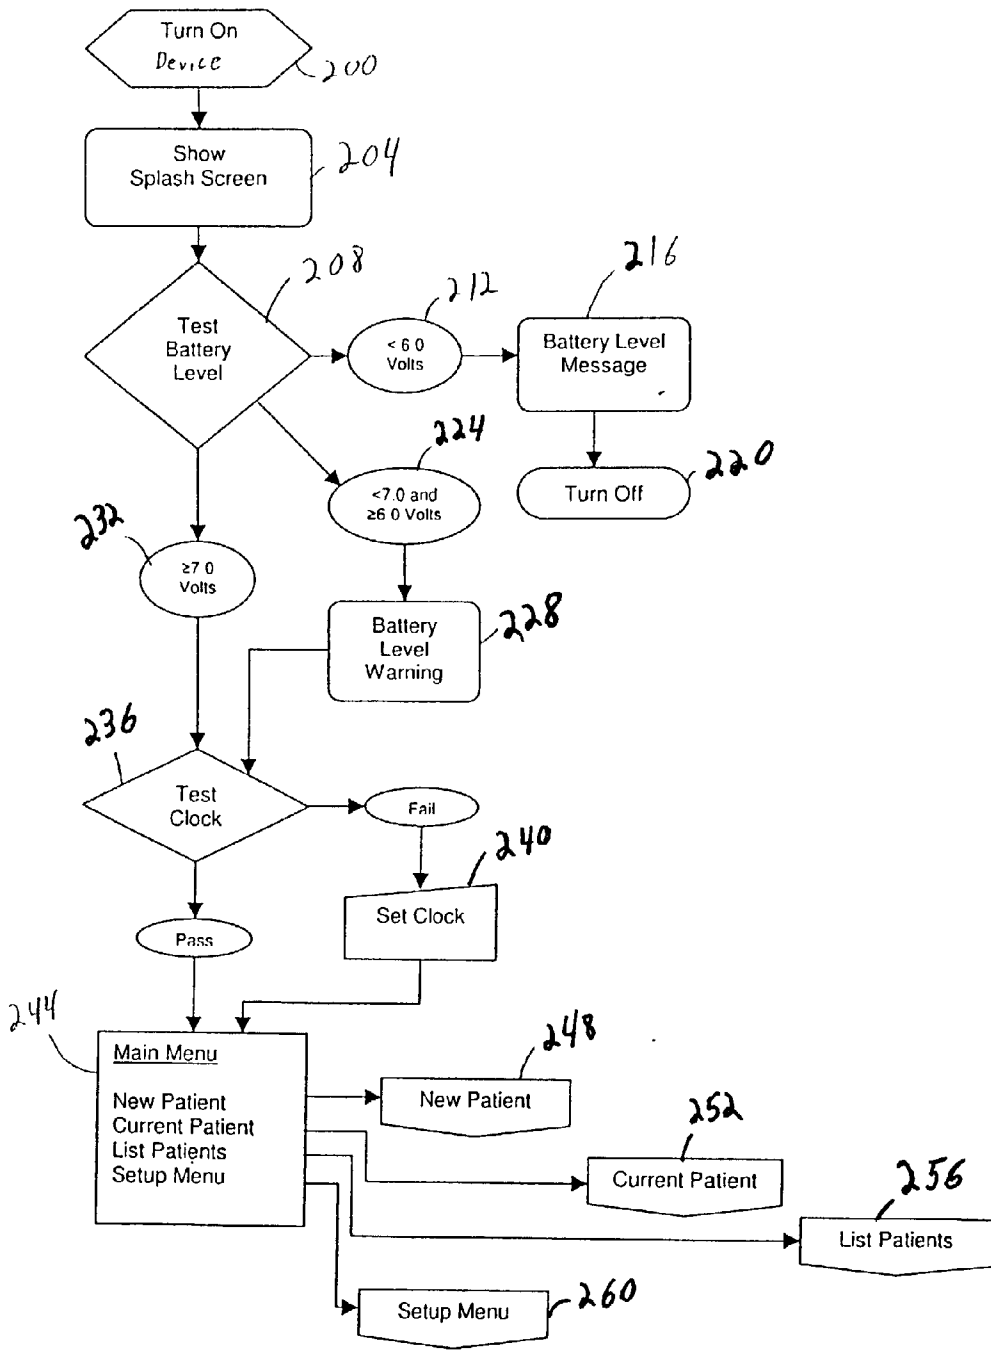 Turn On
Device
200
Show
Splash Screen
204
208
Test
Battery
Level
212
< 6 0
Volts
216
Battery Level
Message
220
Turn Off
224
<7.0 and
≥6 0 Volts
228
Battery
Level
Warning
232
≥7 0
Volts
236
Test
Clock
Fail
240
Set Clock
Pass
244
Main Menu
New Patient
Current Patient
List Patients
Setup Menu
248
New Patient
252
Current Patient
256
List Patients
260
Setup Menu